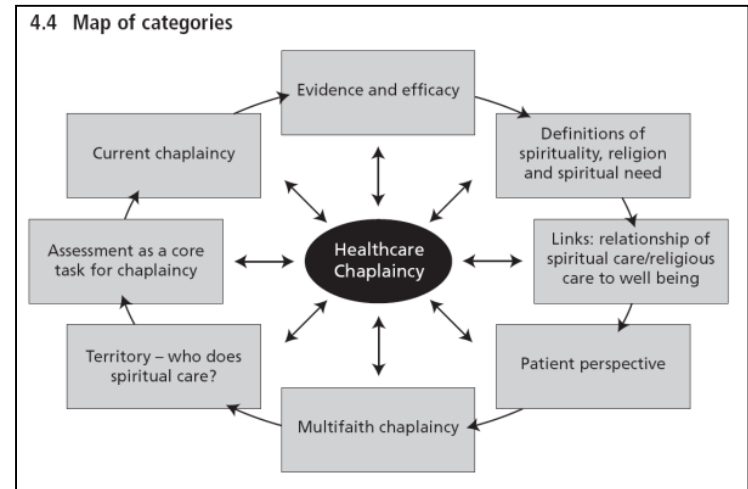 4.4 Map of categories
Evidence and efficacy
Definitions of
spirituality, religion
and spiritual need
Links: relationship of
spiritual care/religious
care to well being
Patient perspective
Multifaith chaplaincy
Territory – who does
spiritual care?
Assessment as a core
task for chaplaincy
Current chaplaincy
Healthcare
Chaplaincy